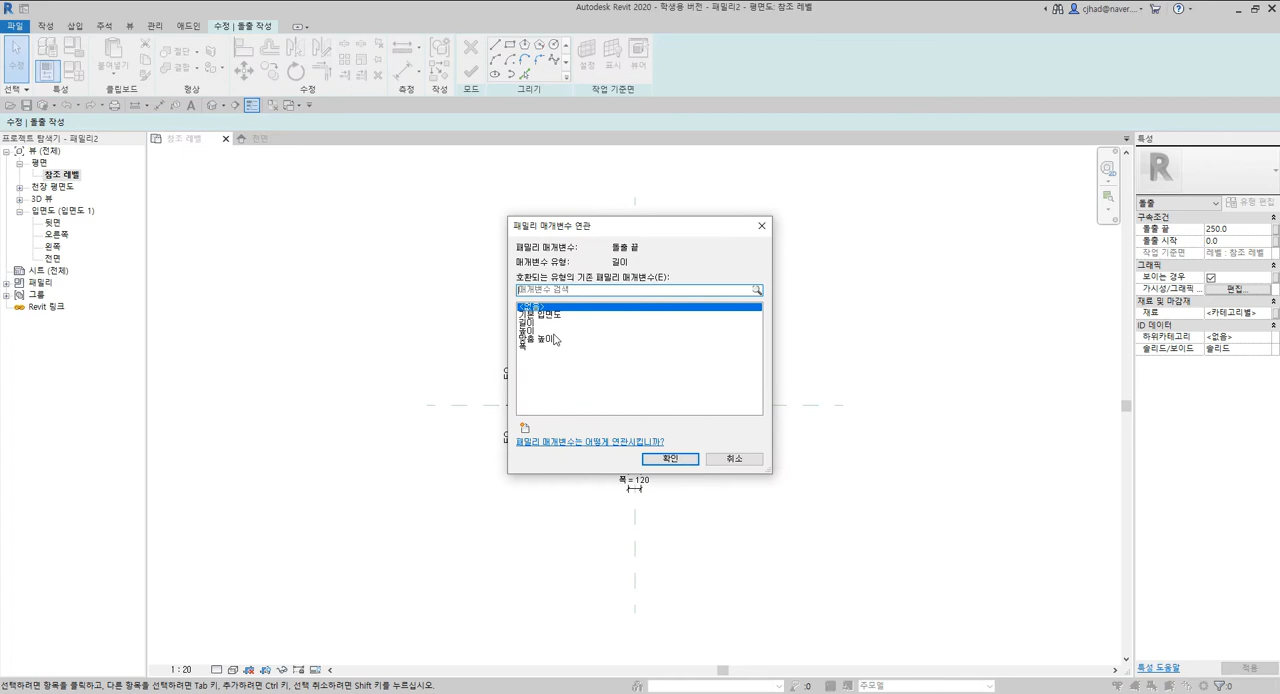 Autodesk Revit 2020 - 학생용 버전 - 패밀리2 - 평면도: 참조 레벨
cjhad@naver....
파일 작성 삽입 주석 뷰 관리 애드인 수정 | 돌출 작성
수정 붙여넣기 절단 결합 설정 표시 뷰어
선택 특성 클립보드 형상 수정 측정 작성 모드 그리기 작업 기준면
수정 | 돌출 작성
프로젝트 탐색기 - 패밀리2
뷰 (전체)
평면
참조 레벨
천장 평면도
3D 뷰
입면도 (입면도 1)
뒷면
오른쪽
왼쪽
전면
시트 (전체)
패밀리
그룹
Revit 링크
참조 레벨
전면
패밀리 매개변수 연관
패밀리 매개변수: 돌출 끝
매개변수 유형: 길이
호환되는 유형의 기존 패밀리 매개변수(E):
매개변수 검색
<없음>
기본 입면도
길이
높이
맞춤 높이
폭
패밀리 매개변수는 어떻게 연관시킵니까?
확인 취소
EQ
EQ
폭 = 120
특성
돌출 유형 편집
구속조건
돌출 끝 250.0
돌출 시작 0.0
작업 기준면 레벨 : 참조 레벨
그래픽
보이는 경우
가시성/그래픽 ... 편집...
재료 및 마감재
재료 <카테고리별>
ID 데이터
하위카테고리 <없음>
솔리드/보이드 솔리드
특성 도움말 적용
1 : 20
선택하려면 항목을 클릭하고, 다른 항목을 선택하려면 Tab 키, 추가하려면 Ctrl 키, 선택 취소하려면 Shift 키를 누르십시오.
:0 주모델 :0